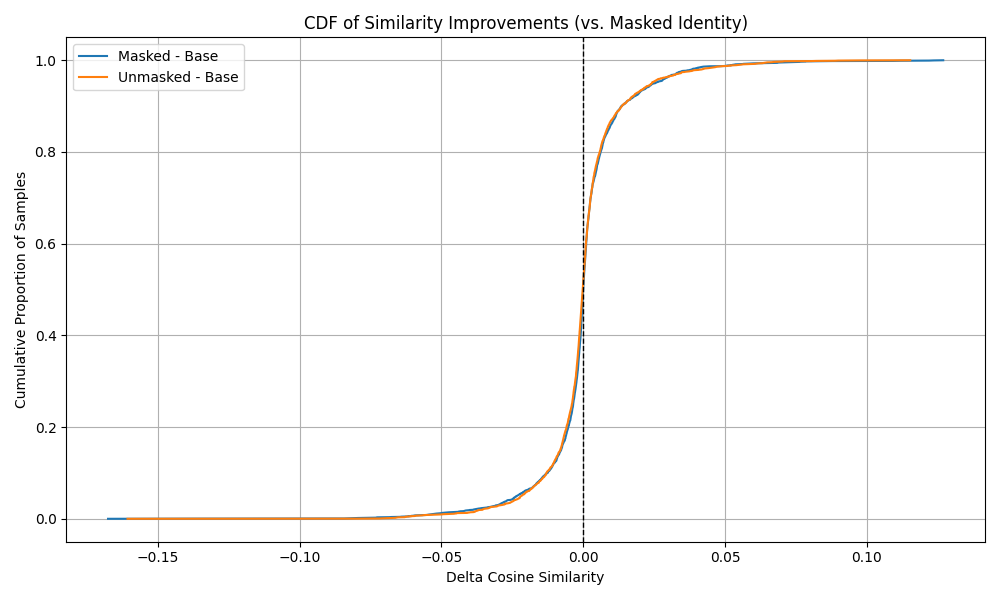 CDF of Similarity Improvements (vs. Masked Identity)
Masked - Base
Unmasked - Base
Cumulative Proportion of Samples
1.0
0.8
0.6
0.4
0.2
0.0
−0.15
−0.10
−0.05
0.00
0.05
0.10
Delta Cosine Similarity